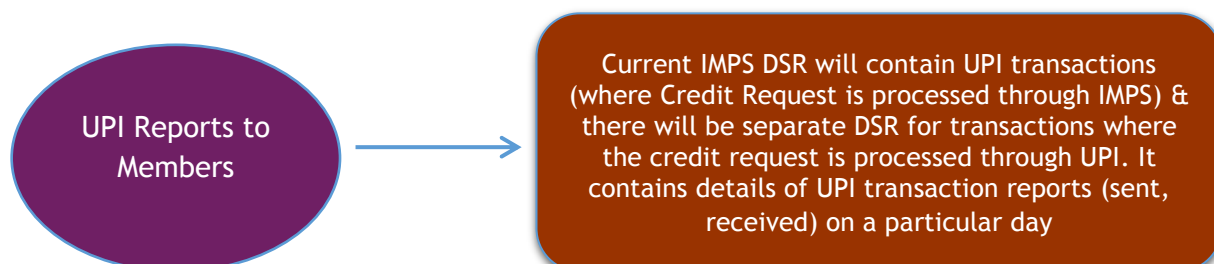 UPI Reports to
Members
Current IMPS DSR will contain UPI transactions
(where Credit Request is processed through IMPS) &
there will be separate DSR for transactions where
the credit request is processed through UPI. It
contains details of UPI transaction reports (sent,
received) on a particular day